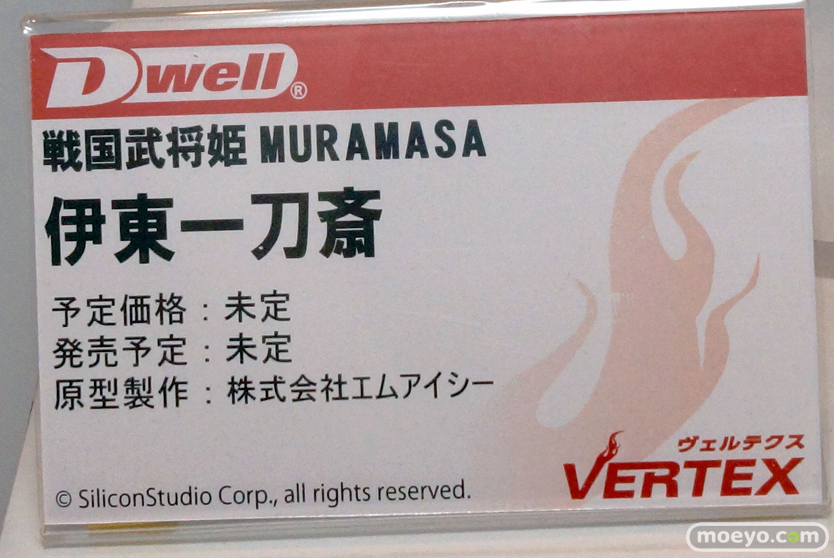 Dwell®
戦国武将姫 MURAMASA
伊東一刀斎
予定価格：未定
発売予定：未定
原型製作：株式会社エムアイシー
ヴェルテクス
VERTEX
© SiliconStudio Corp., all rights reserved.
moeyo.com